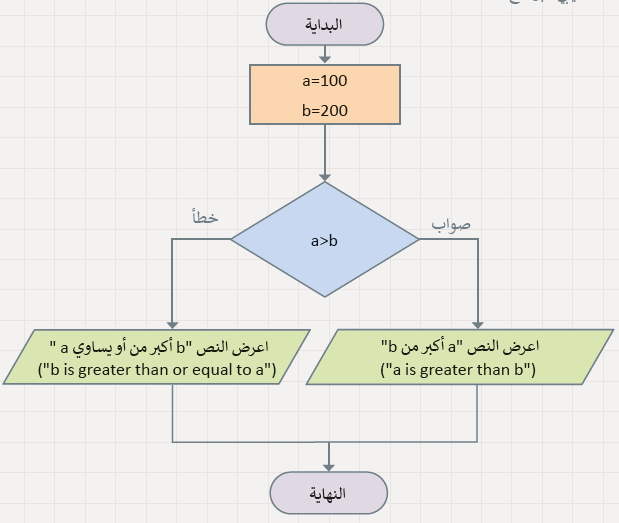 البداية
a=100
b=200
a>b
صواب
خطأ
اعرض النص "a أكبر من b"
("a is greater than b")
اعرض النص "b أكبر من أو يساوي a "
("b is greater than or equal to a")
النهاية